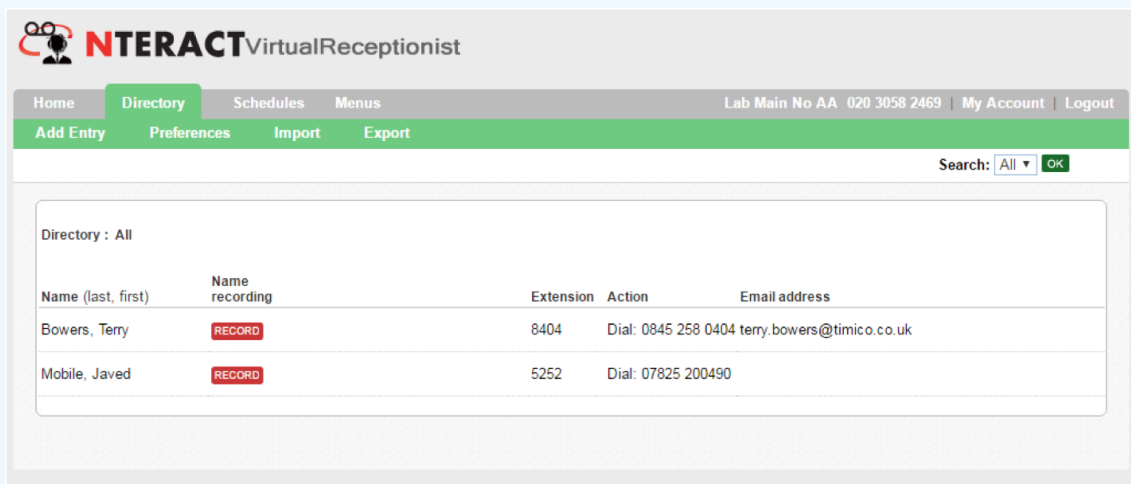 NTERACTVirtualReceptionist
Home Directory Schedules Menus Lab Main No AA 020 3058 2469 | My Account | Logout
Add Entry Preferences Import Export
Search: All OK
Directory : All
Name (last, first) Name recording Extension Action Email address
Bowers, Terry RECORD 8404 Dial: 0845 258 0404 terry.bowers@timico.co.uk
Mobile, Javed RECORD 5252 Dial: 07825 200490